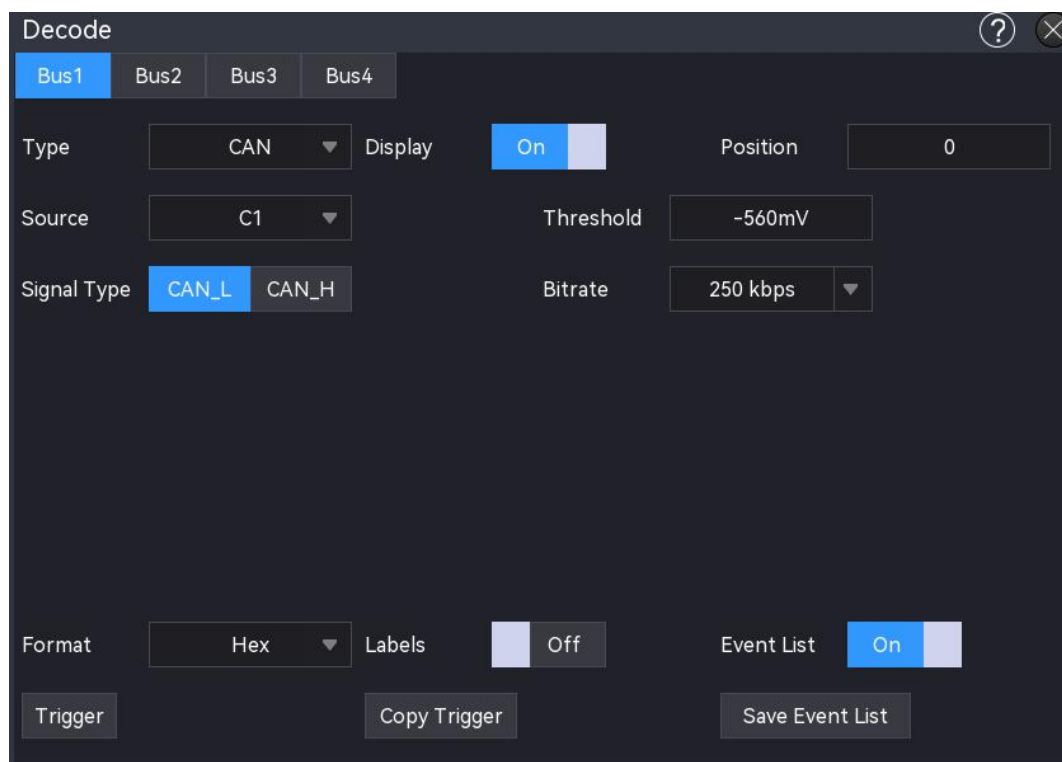 Decode ?
Bus1 Bus2 Bus3 Bus4
Type CAN Display On Position 0
Source C1 Threshold -560mV
Signal Type CAN_L CAN_H Bitrate 250 kbps
Format Hex Labels Off Event List On
Trigger Copy Trigger Save Event List